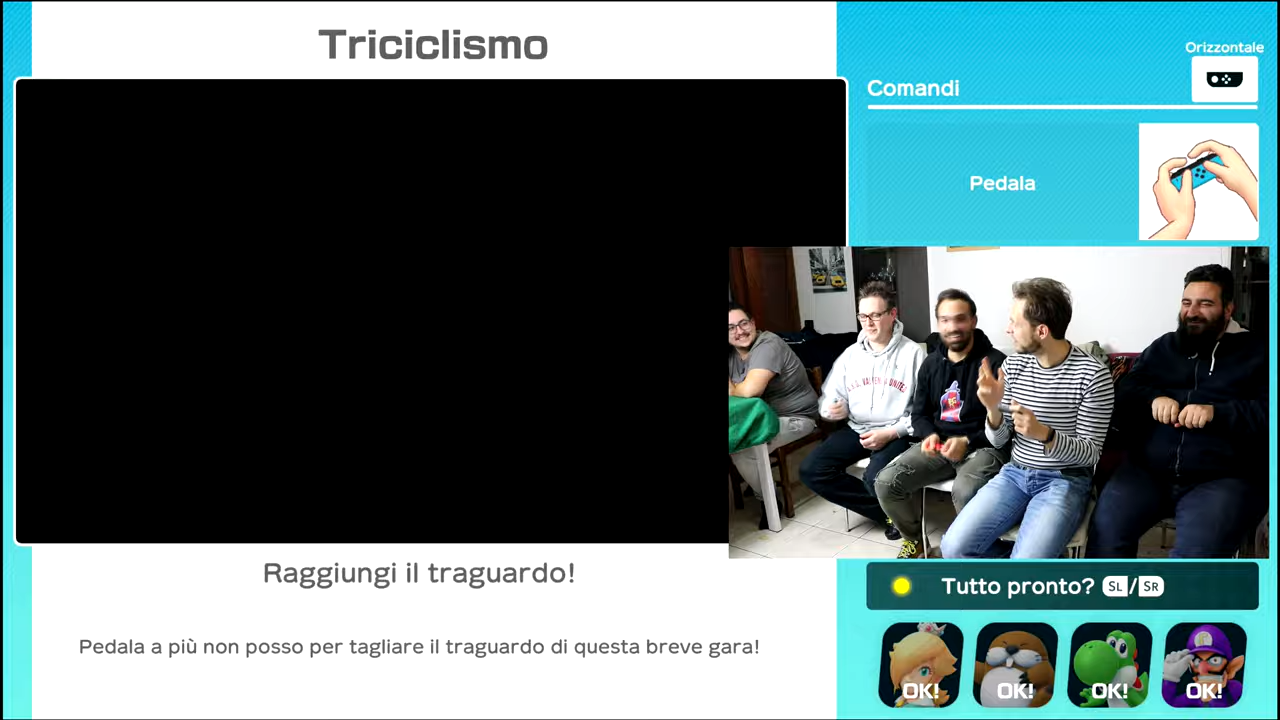 Triciclismo
Orizzontale
Comandi
Pedala
Raggiungi il traguardo!
Pedala a più non posso per tagliare il traguardo di questa breve gara!
Tutto pronto? SL/SR
OK! OK! OK! OK!